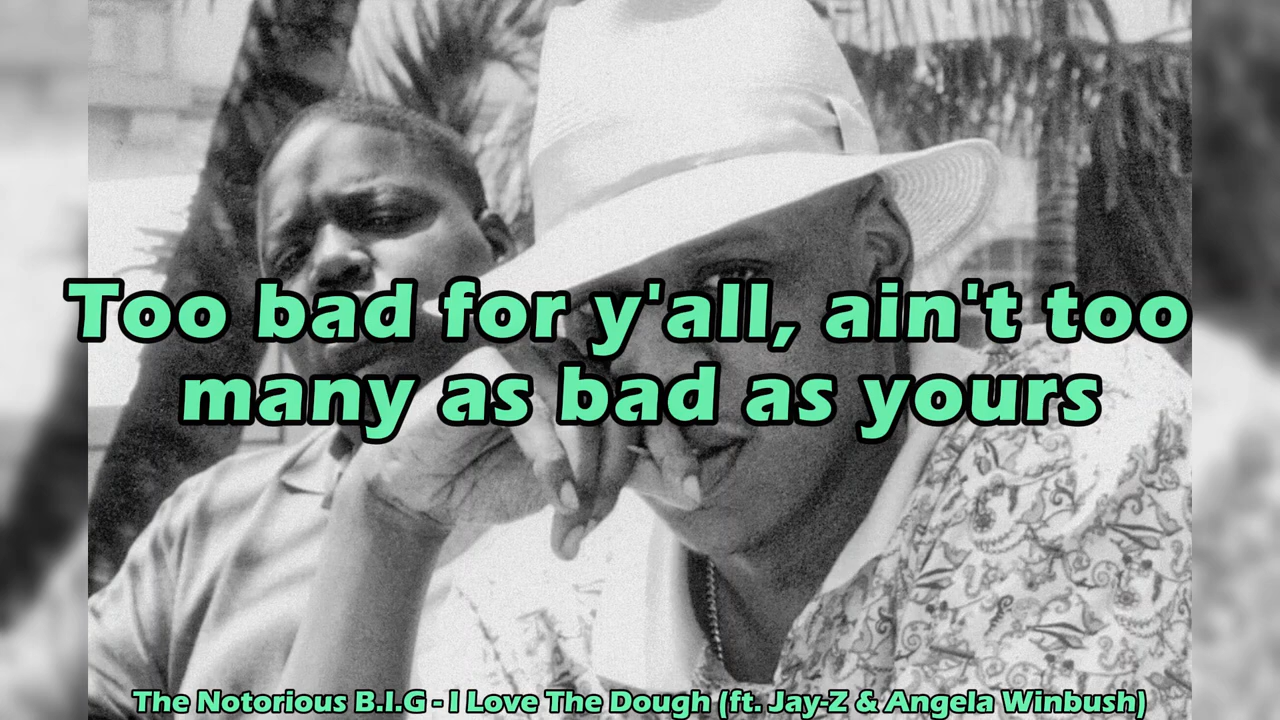 Too bad for y'all, ain't too
many as bad as yours
The Notorious B.I.G - I Love The Dough (ft. Jay-Z & Angela Winbush)